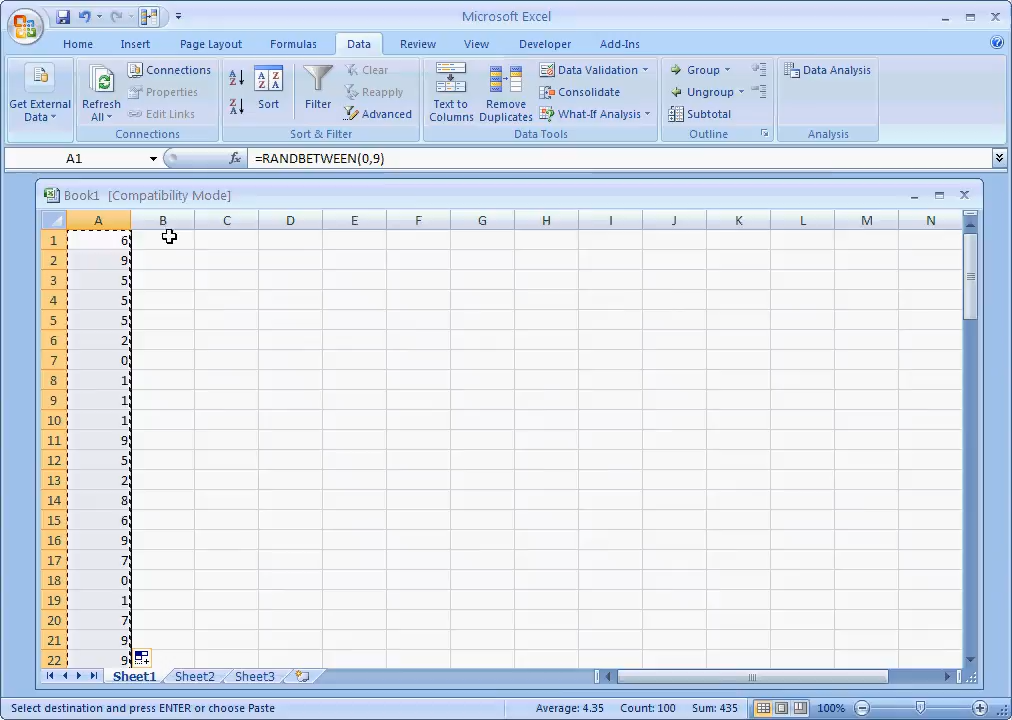 Microsoft Excel
Home Insert Page Layout Formulas Data Review View Developer Add-Ins
Get External Data
Refresh All
Connections
Properties
Edit Links
Connections
Sort
Filter
Clear
Reapply
Advanced
Sort & Filter
Text to Columns
Remove Duplicates
Data Validation
Consolidate
What-If Analysis
Data Tools
Group
Ungroup
Subtotal
Outline
Data Analysis
Analysis
A1 fx =RANDBETWEEN(0,9)
Book1 [Compatibility Mode]
A B C D E F G H I J K L M N
1 6
2 9
3 5
4 5
5 5
6 2
7 0
8 1
9 1
10 1
11 9
12 5
13 2
14 8
15 6
16 9
17 7
18 0
19 1
20 7
21 9
22 9
Sheet1 Sheet2 Sheet3
Select destination and press ENTER or choose Paste Average: 4.35 Count: 100 Sum: 435 100%